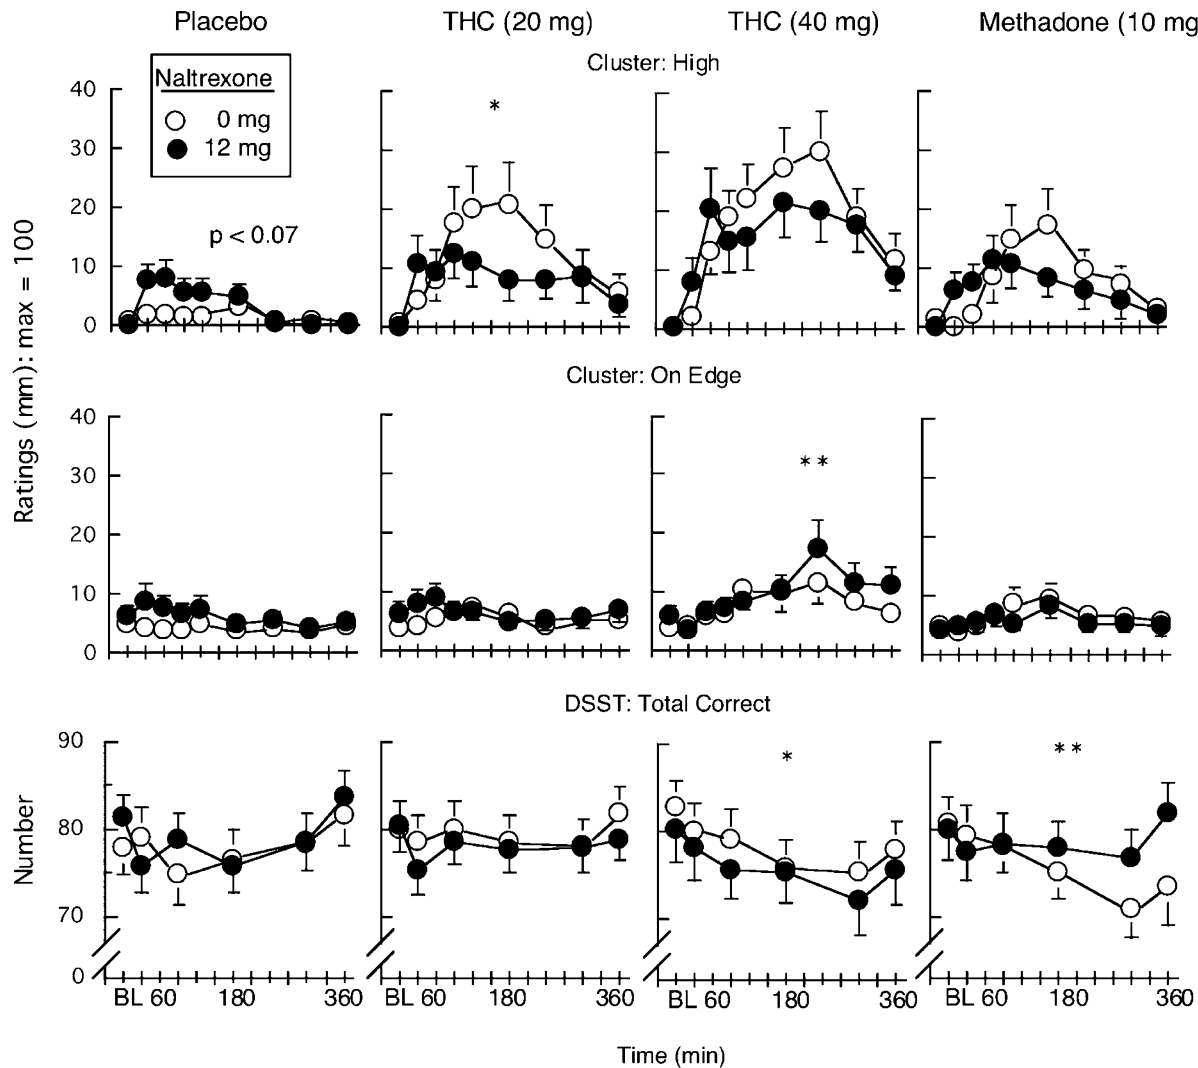 Placebo THC (20 mg) THC (40 mg) Methadone (10 mg
Cluster: High
Naltrexone
0 mg
12 mg
40
30
20
10
0
*
p < 0.07
Ratings (mm): max = 100
Cluster: On Edge
40
30
20
10
0
**
DSST: Total Correct
90
80
70
0
Number
*
**
BL 60 180 360 BL 60 180 360 BL 60 180 360 BL 60 180 360
Time (min)